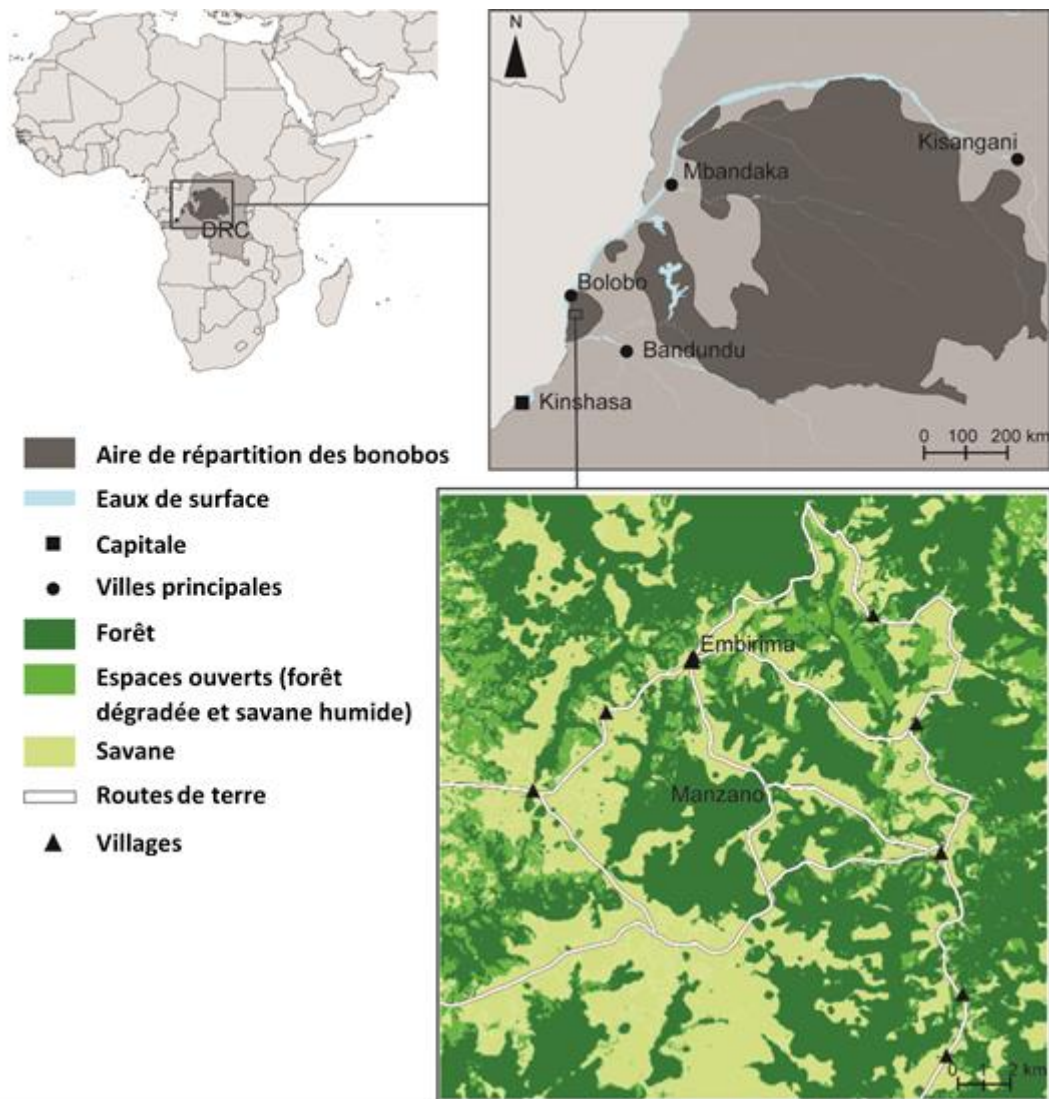 DRC
N
Kisangani
Mbandaka
Bolobo
Bandundu
Kinshasa
0 100 200 km
Aire de répartition des bonobos
Eaux de surface
Capitale
Villes principales
Forêt
Espaces ouverts (forêt
dégradée et savane humide)
Savane
Routes de terre
Villages
Embirima
Manzano
0 1 2 km